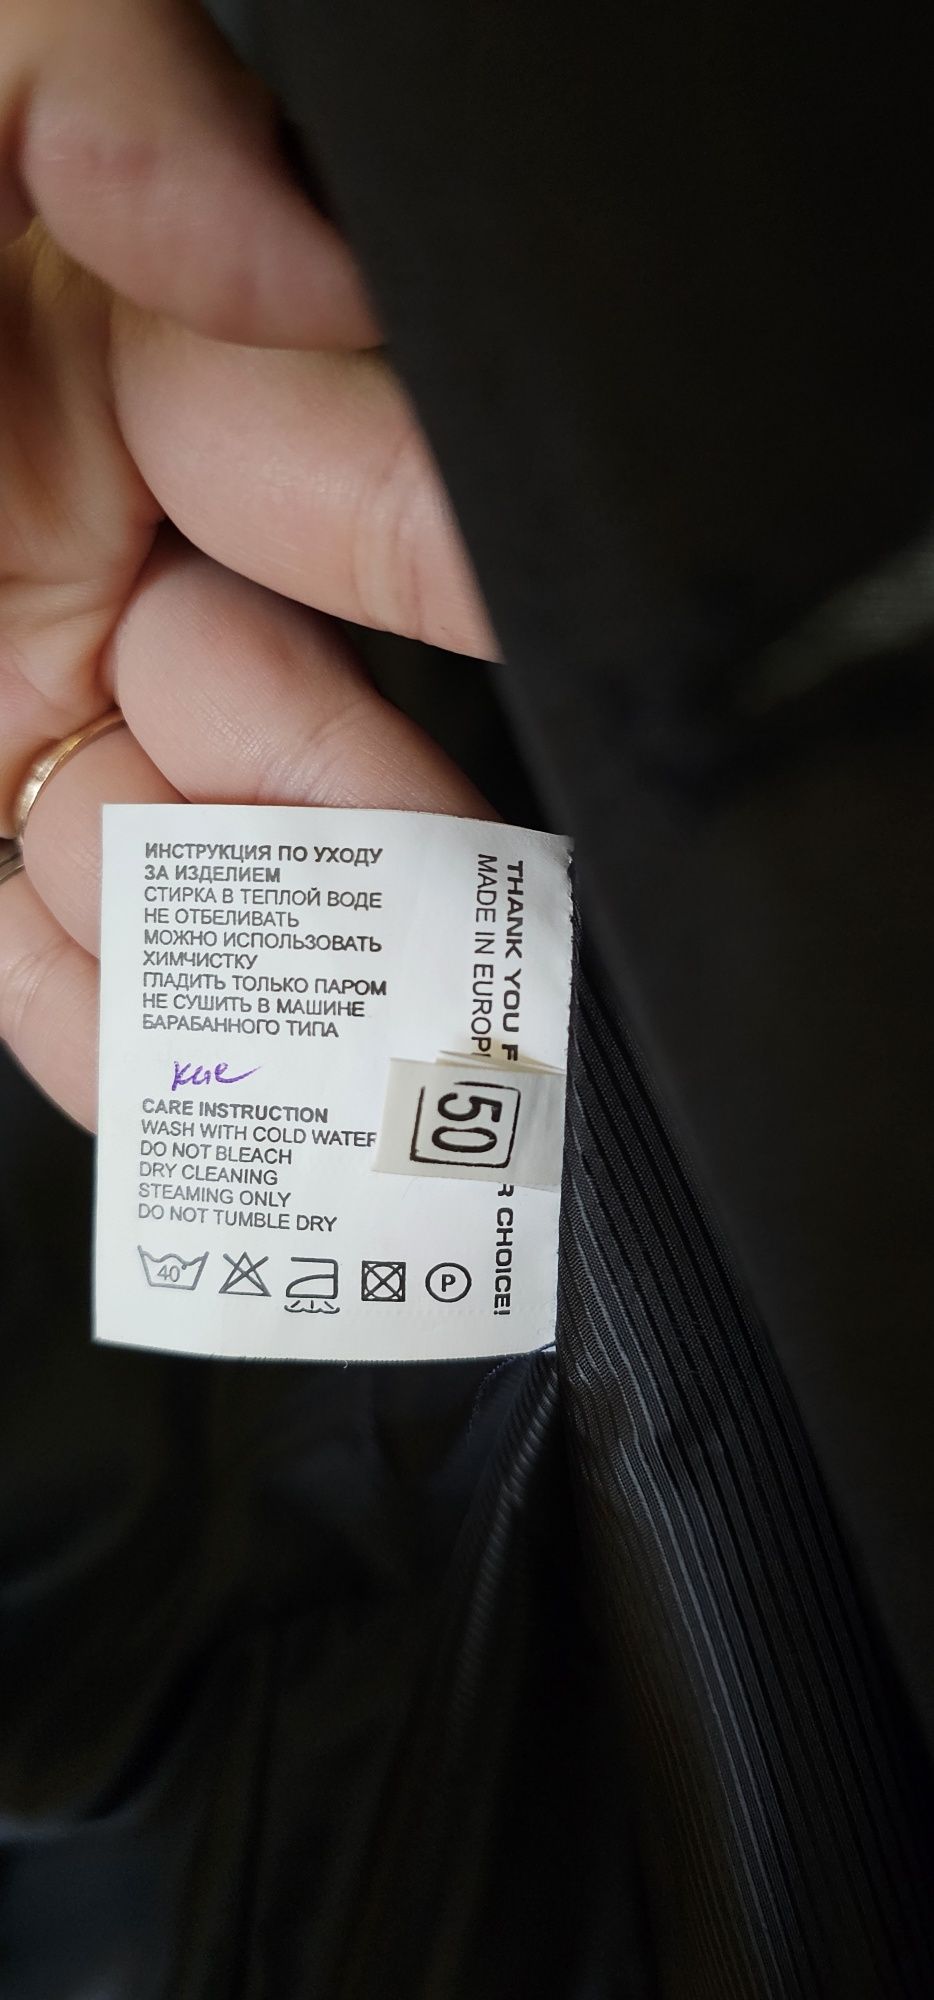 ИНСТРУКЦИЯ ПО УХОДУ
ЗА ИЗДЕЛИЕМ
СТИРКА В ТЕПЛОЙ ВОДЕ
НЕ ОТБЕЛИВАТЬ
МОЖНО ИСПОЛЬЗОВАТЬ
ХИМЧИСТКУ
ГЛАДИТЬ ТОЛЬКО ПАРОМ
НЕ СУШИТЬ В МАШИНЕ
БАРАБАННОГО ТИПА
CARE INSTRUCTION
WASH WITH COLD WATER
DO NOT BLEACH
DRY CLEANING
STEAMING ONLY
DO NOT TUMBLE DRY
40°
P
THANK YOU F R CHOICE!
MADE IN EUROP
50